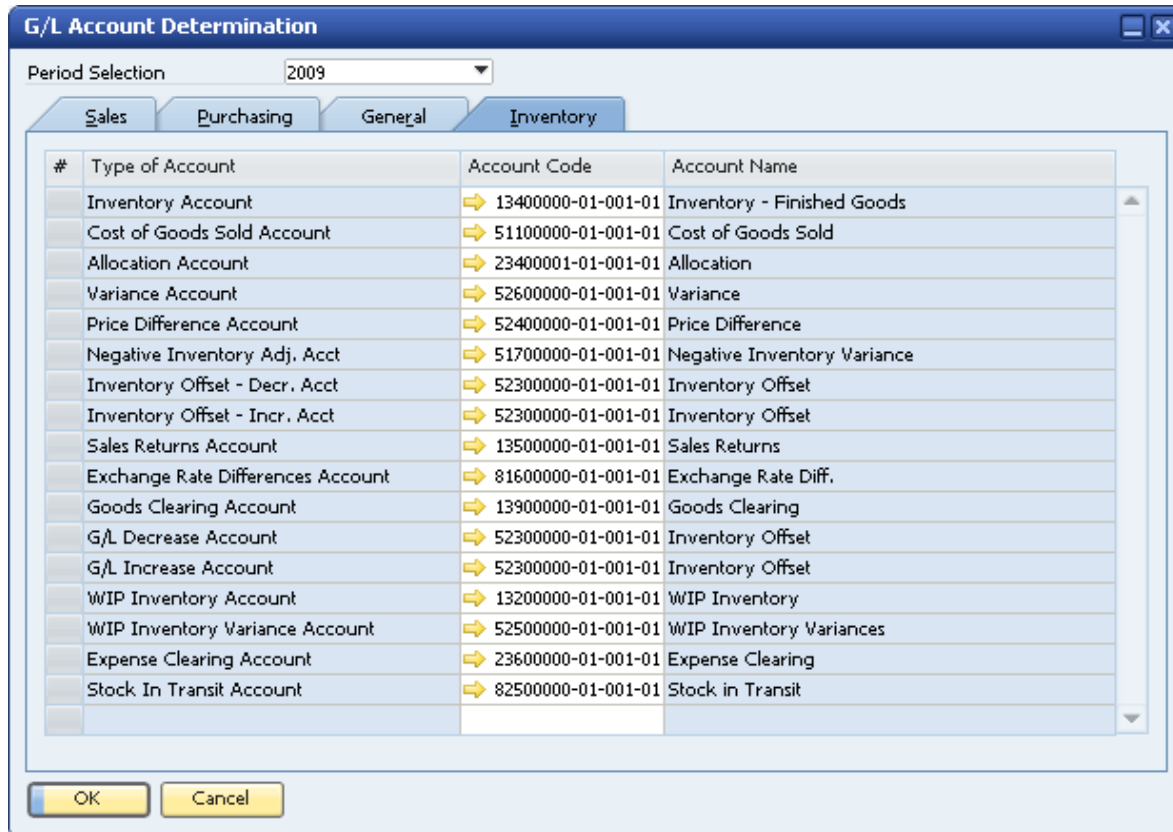 G/L Account Determination
Period Selection 2009
Sales Purchasing General Inventory
# Type of Account Account Code Account Name
Inventory Account 13400000-01-001-01 Inventory - Finished Goods
Cost of Goods Sold Account 51100000-01-001-01 Cost of Goods Sold
Allocation Account 23400001-01-001-01 Allocation
Variance Account 52600000-01-001-01 Variance
Price Difference Account 52400000-01-001-01 Price Difference
Negative Inventory Adj. Acct 51700000-01-001-01 Negative Inventory Variance
Inventory Offset - Decr. Acct 52300000-01-001-01 Inventory Offset
Inventory Offset - Incr. Acct 52300000-01-001-01 Inventory Offset
Sales Returns Account 13500000-01-001-01 Sales Returns
Exchange Rate Differences Account 81600000-01-001-01 Exchange Rate Diff.
Goods Clearing Account 13900000-01-001-01 Goods Clearing
G/L Decrease Account 52300000-01-001-01 Inventory Offset
G/L Increase Account 52300000-01-001-01 Inventory Offset
WIP Inventory Account 13200000-01-001-01 WIP Inventory
WIP Inventory Variance Account 52500000-01-001-01 WIP Inventory Variances
Expense Clearing Account 23600000-01-001-01 Expense Clearing
Stock In Transit Account 82500000-01-001-01 Stock in Transit
OK Cancel